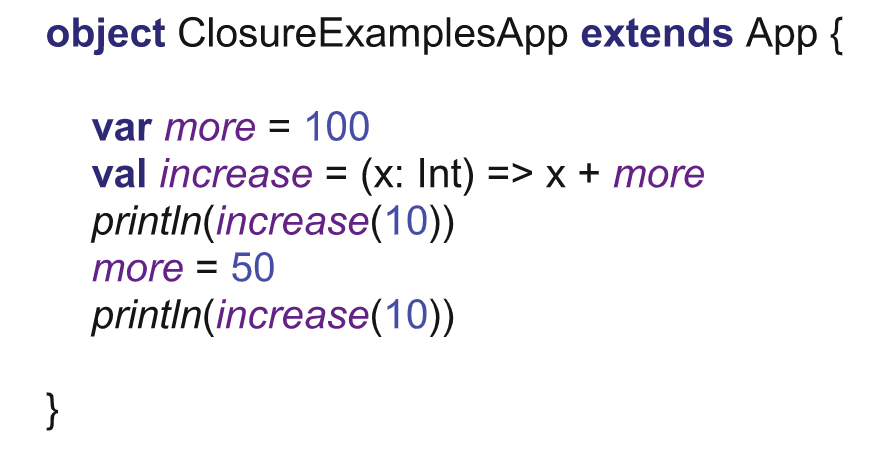 object ClosureExamplesApp extends App {
var more = 100
val increase = (x: Int) => x + more
println(increase(10))
more = 50
println(increase(10))
}